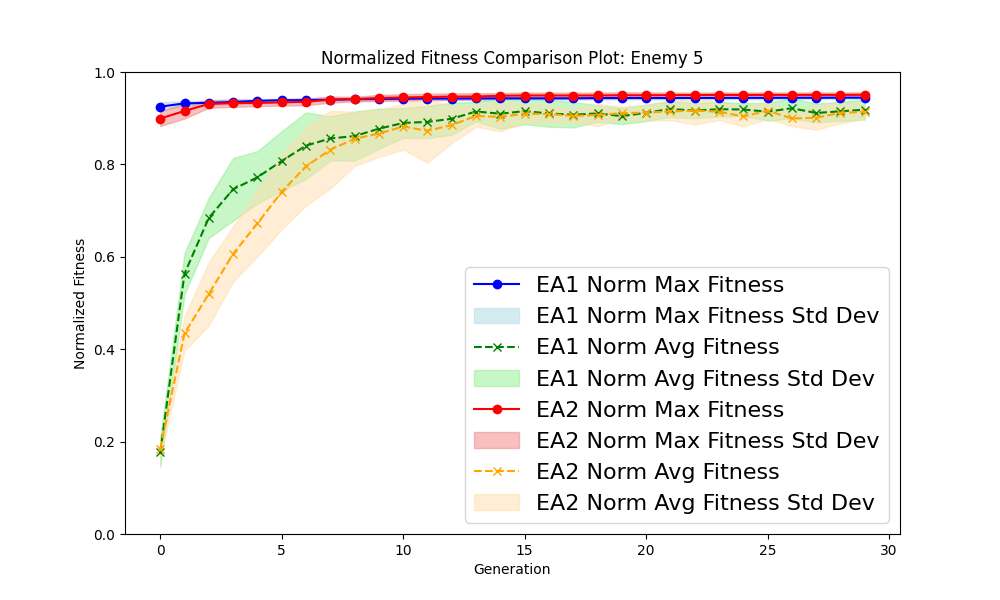 Normalized Fitness Comparison Plot: Enemy 5
1.0
0.8
0.6
0.4
0.2
0.0
Normalized Fitness
EA1 Norm Max Fitness
EA1 Norm Max Fitness Std Dev
EA1 Norm Avg Fitness
EA1 Norm Avg Fitness Std Dev
EA2 Norm Max Fitness
EA2 Norm Max Fitness Std Dev
EA2 Norm Avg Fitness
EA2 Norm Avg Fitness Std Dev
0 5 10 15 20 25 30
Generation